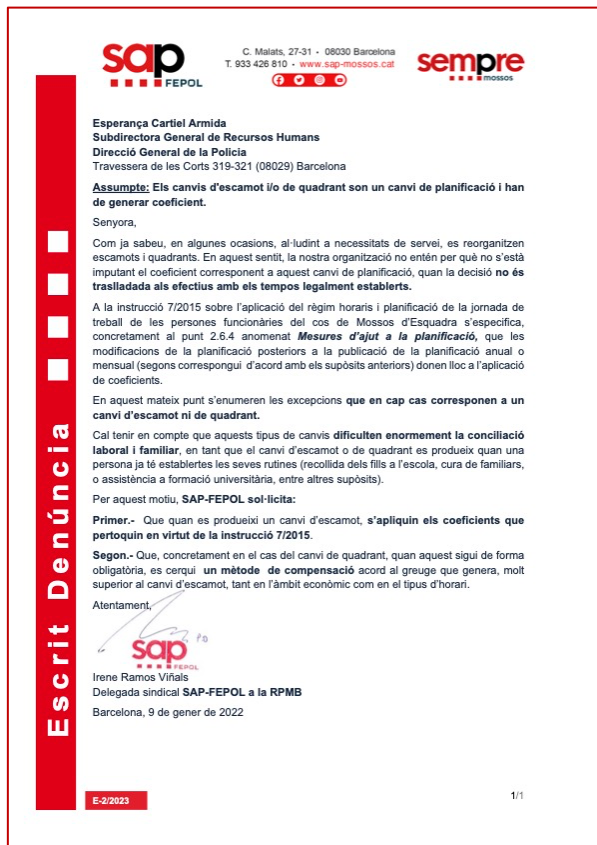 sap
FEPOL
C. Malats, 27-31 - 08030 Barcelona
T. 933 426 810 - www.sap-mossos.cat
sempre
mossos
Esperança Cartiel Armida
Subdirectora General de Recursos Humans
Direcció General de la Policia
Travessera de les Corts 319-321 (08029) Barcelona
Assumpte: Els canvis d'escamot i/o de quadrant son un canvi de planificació i han
de generar coeficient.
Senyora,
Com ja sabeu, en algunes ocasions, al·ludint a necessitats de servei, es reorganitzen
escamots i quadrants. En aquest sentit, la nostra organització no entén per què no s'està
imputant el coeficient corresponent a aquest canvi de planificació, quan la decisió no és
traslladada als efectius amb els tempos legalment establerts.
A la instrucció 7/2015 sobre l'aplicació del règim horaris i planificació de la jornada de
treball de les persones funcionàries del cos de Mossos d'Esquadra s'especifica,
concretament al punt 2.6.4 anomenat Mesures d'ajut a la planificació, que les
modificacions de la planificació posteriors a la publicació de la planificació anual o
mensual (segons correspongui d'acord amb els supòsits anteriors) donen lloc a l'aplicació
de coeficients.
En aquest mateix punt s'enumeren les excepcions que en cap cas corresponen a un
canvi d'escamot ni de quadrant.
Cal tenir en compte que aquests tipus de canvis dificulten enormement la conciliació
laboral i familiar, en tant que el canvi d'escamot o de quadrant es produeix quan una
persona ja té establertes les seves rutines (recollida dels fills a l'escola, cura de familiars,
o assistència a formació universitària, entre altres supòsits).
Per aquest motiu, SAP-FEPOL sol·licita:
Primer.- Que quan es produeixi un canvi d'escamot, s'apliquin els coeficients que
pertoquin en virtut de la instrucció 7/2015.
Segon.- Que, concretament en el cas del canvi de quadrant, quan aquest sigui de forma
obligatòria, es cerqui un mètode de compensació acord al greuge que genera, molt
superior al canvi d'escamot, tant en l'àmbit econòmic com en el tipus d'horari.
Atentament,
PO
sap
FEPOL
Irene Ramos Viñals
Delegada sindical SAP-FEPOL a la RPMB
Barcelona, 9 de gener de 2022
Escrit Denúncia
E-2/2023
1/1